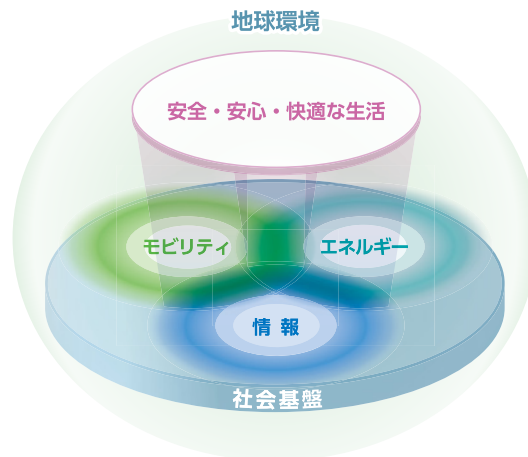 地球環境
安全・安心・快適な生活
モビリティ
エネルギー
情報
社会基盤